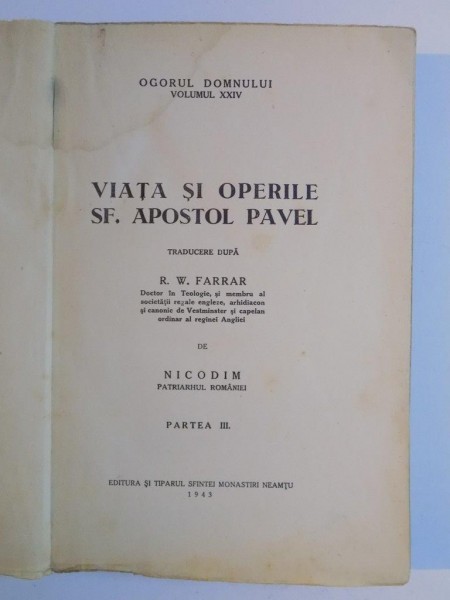 OGORUL DOMNULUI
VOLUMUL XXIV
VIAȚA ȘI OPERILE
SF. APOSTOL PAVEL
TRADUCERE DUPĂ
R. W. FARRAR
Doctor în Teologie, și membru al
societății regale engleze, arhidiacon
și canonic de Vestminster și capelan
ordinar al reginei Angliei
DE
NICODIM
PATRIARHUL ROMÂNIEI
PARTEA III.
EDITURA ȘI TIPARUL SFINTEI MONASTIRI NEAMȚU
1943